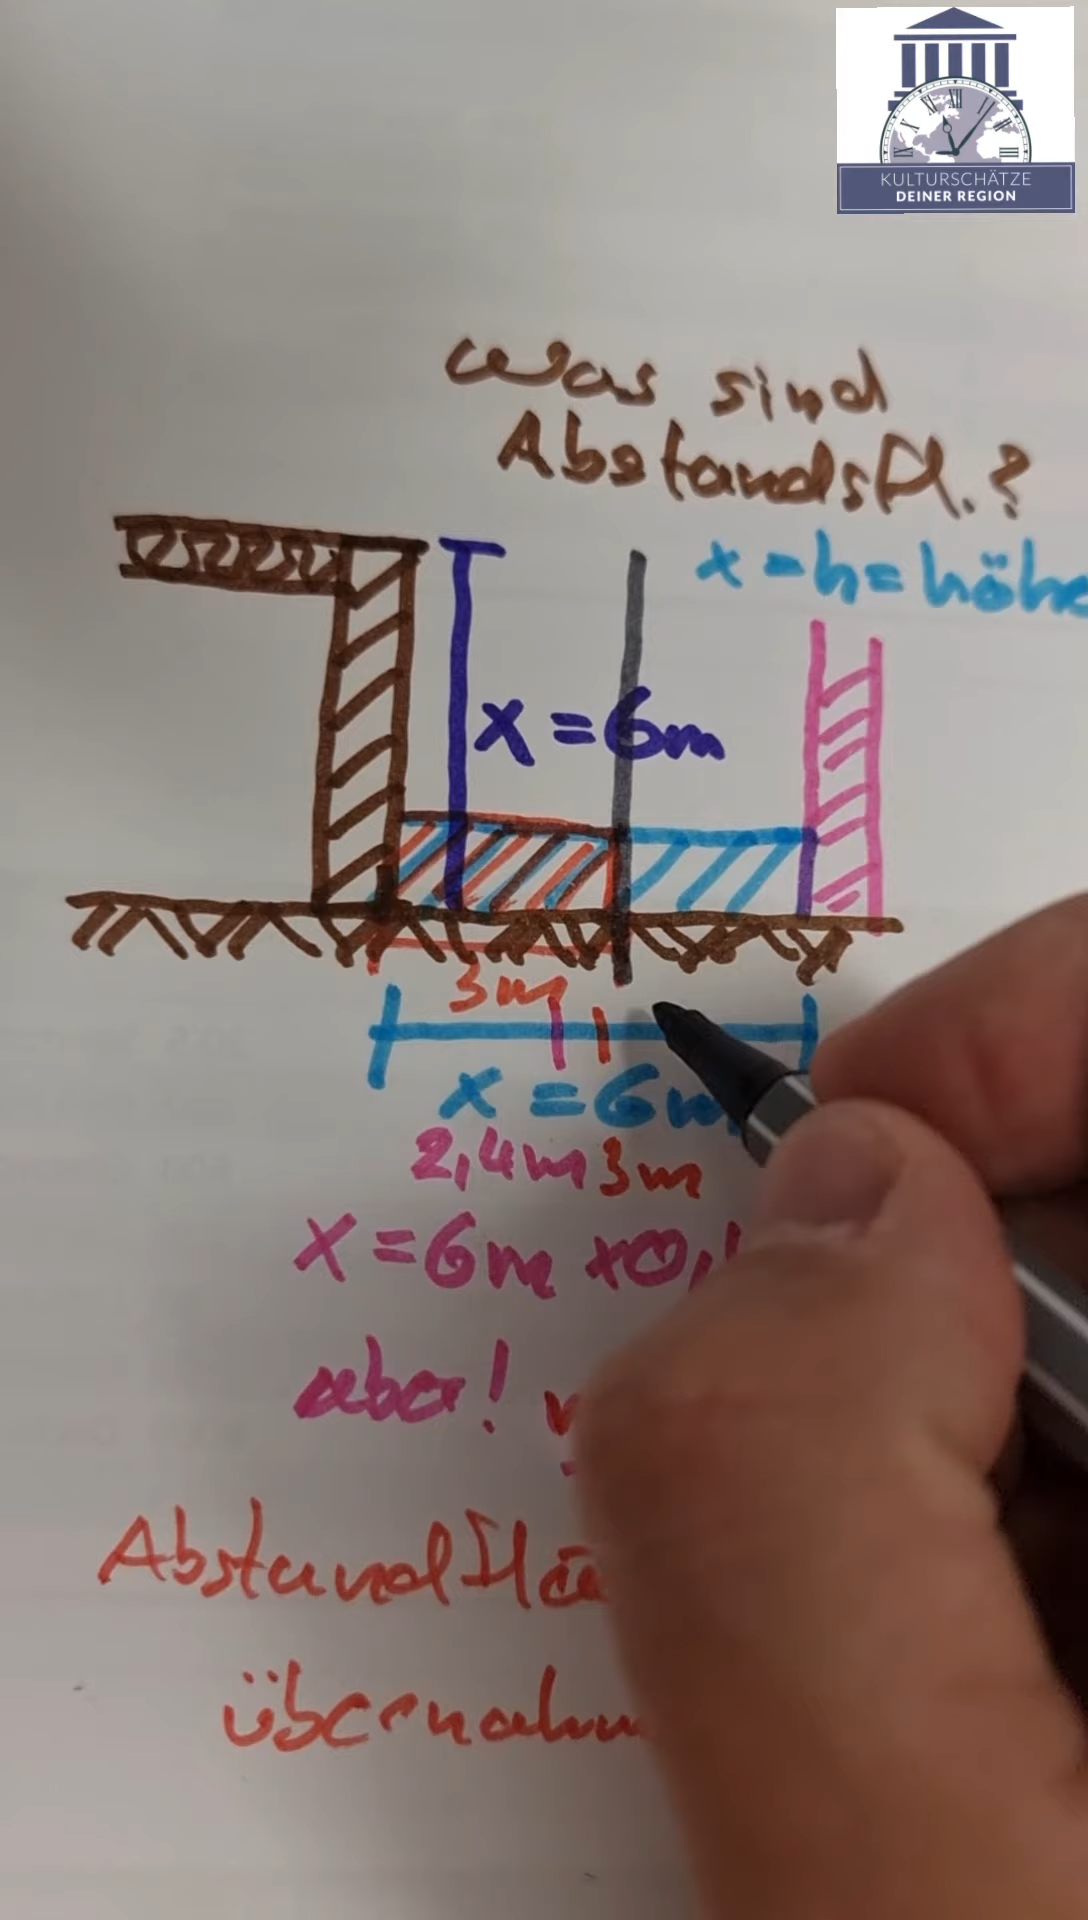 KULTURSCHÄTZE
DEINER REGION
Was sind
Abstandsfl.?
x = h = höhe
x = 6m
3m
x = 6m
2,4m 3m
x = 6m x 0,
aber!
Abstandflä
übernahm